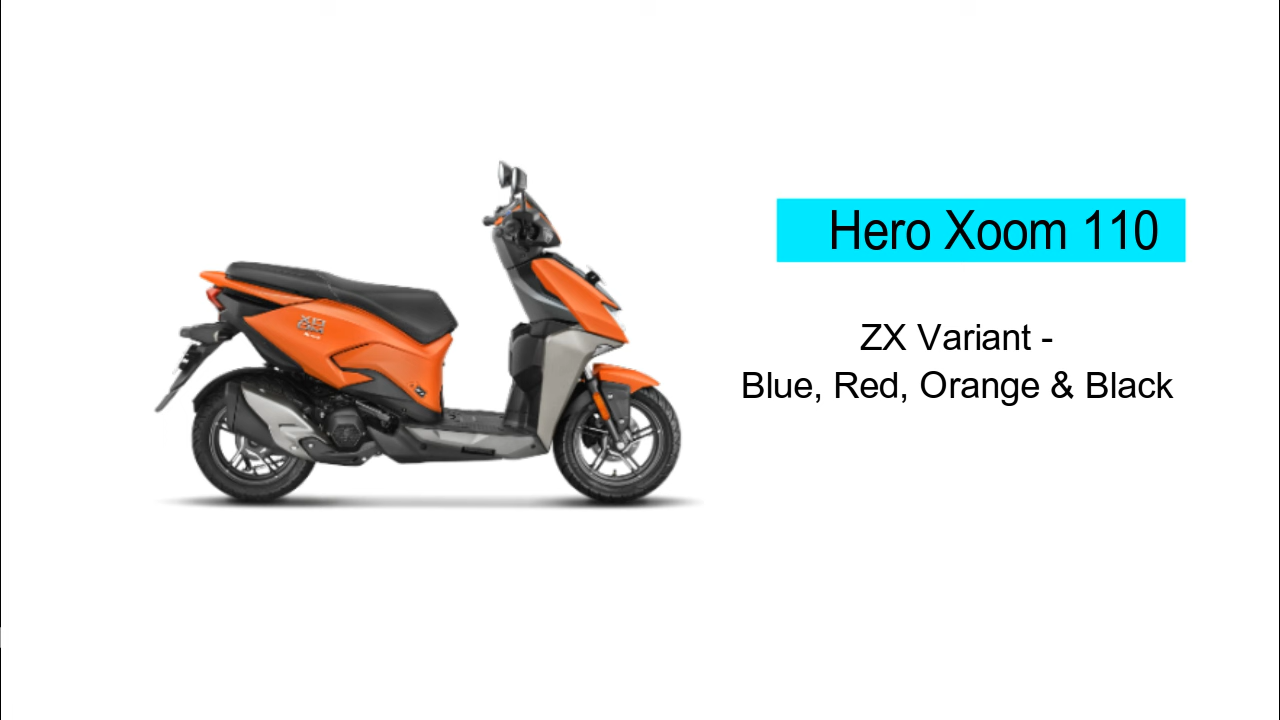 Hero Xoom 110
ZX Variant -
Blue, Red, Orange & Black